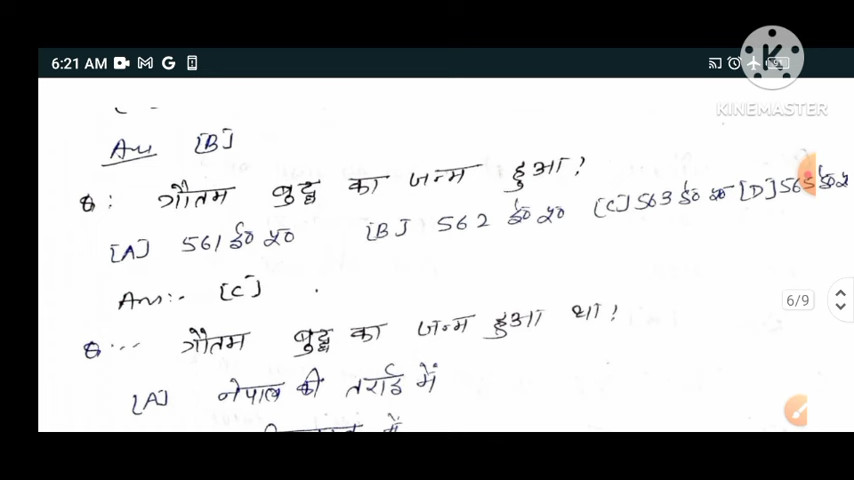 6:21 AM
91
KINEMASTER
Ans [B]
Q: गौतम बुद्ध का जन्म हुआ?
[A] 561 ई० पू० [B] 562 ई० पू० [C] 563 ई० पू० [D] 565 ई० पू०
Ans:- [C]
6/9
Q... गौतम बुद्ध का जन्म हुआ था?
[A] नेपाल की तराई में
में